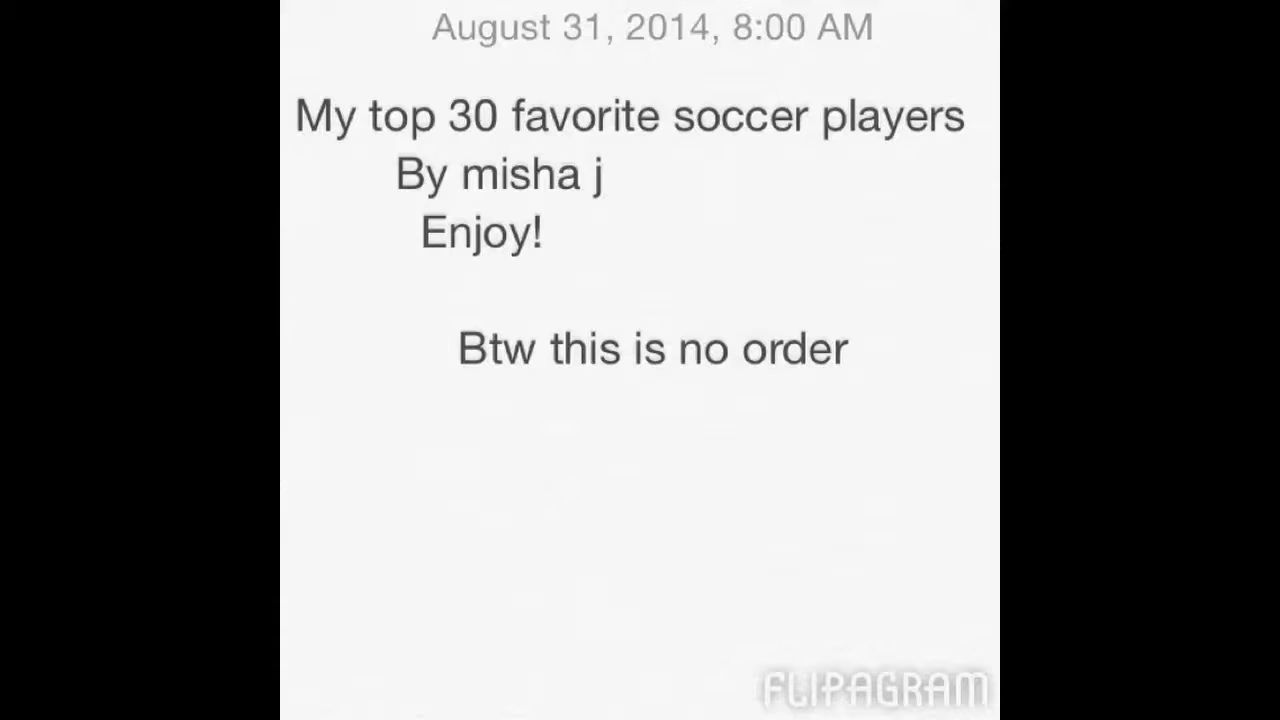 August 31, 2014, 8:00 AM
My top 30 favorite soccer players
By misha j
Enjoy!
Btw this is no order
FLIPAGRAM